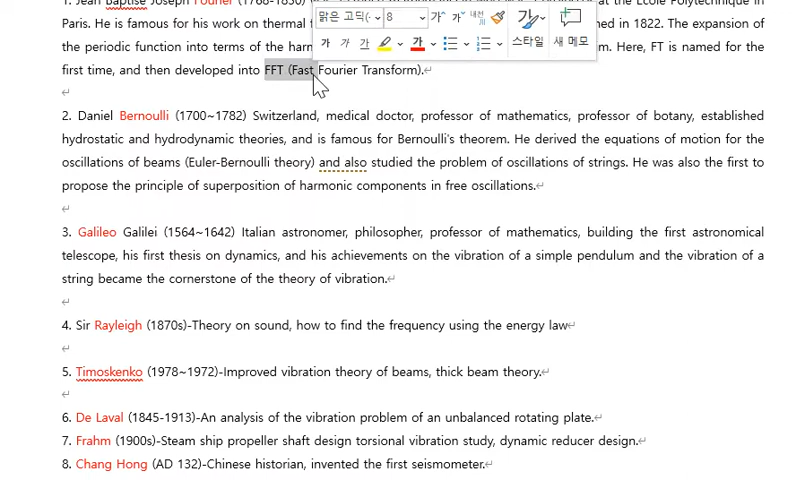 1. Jean Baptise Joseph Fourier (1768~1830) at the Ecole Polytechnique in
맑은 고딕( 8 가 가 내천
Paris. He is famous for his work on thermal ned in 1822. The expansion of
가 가 가 가 스타일 새 메모
the periodic function into terms of the harm m. Here, FT is named for the
first time, and then developed into FFT (Fast Fourier Transform).
2. Daniel Bernoulli (1700~1782) Switzerland, medical doctor, professor of mathematics, professor of botany, established
hydrostatic and hydrodynamic theories, and is famous for Bernoulli's theorem. He derived the equations of motion for the
oscillations of beams (Euler-Bernoulli theory) and also studied the problem of oscillations of strings. He was also the first to
propose the principle of superposition of harmonic components in free oscillations.
3. Galileo Galilei (1564~1642) Italian astronomer, philosopher, professor of mathematics, building the first astronomical
telescope, his first thesis on dynamics, and his achievements on the vibration of a simple pendulum and the vibration of a
string became the cornerstone of the theory of vibration.
4. Sir Rayleigh (1870s)-Theory on sound, how to find the frequency using the energy law
5. Timoskenko (1978~1972)-Improved vibration theory of beams, thick beam theory.
6. De Laval (1845-1913)-An analysis of the vibration problem of an unbalanced rotating plate.
7. Frahm (1900s)-Steam ship propeller shaft design torsional vibration study, dynamic reducer design.
8. Chang Hong (AD 132)-Chinese historian, invented the first seismometer.